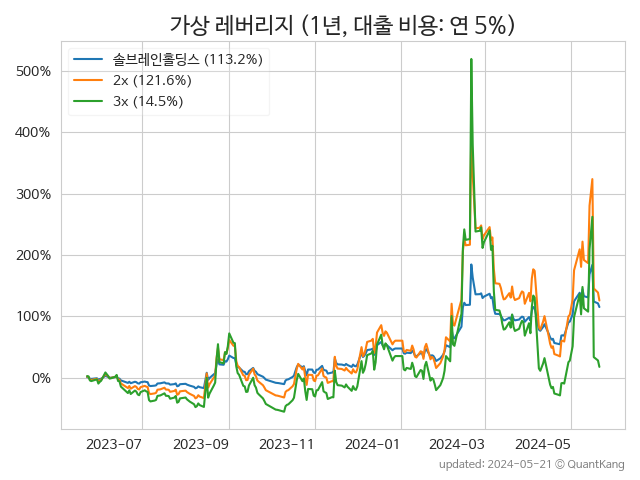 가상 레버리지 (1년, 대출 비용: 연 5%)
솔브레인홀딩스 (113.2%)
2x (121.6%)
3x (14.5%)
500%
400%
300%
200%
100%
0%
2023-07 2023-09 2023-11 2024-01 2024-03 2024-05
updated: 2024-05-21 © QuantKang